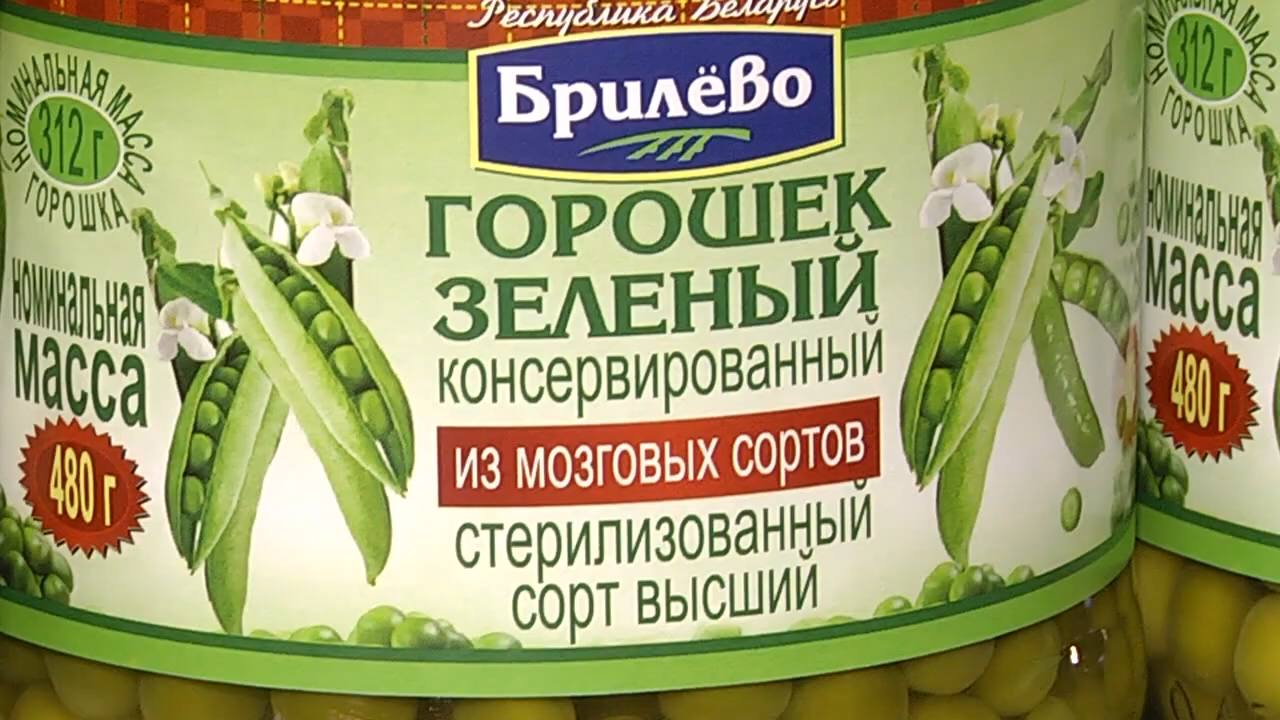 Республика Беларусь
Брилёво
ГОРОШЕК
ЗЕЛЕНЫЙ
консервированный
из мозговых сортов
стерилизованный
сорт высший
НОМИНАЛЬНАЯ МАССА
312 г
ГОРОШКА
номинальная
масса
480 г
НОМИНАЛЬНАЯ МАССА
312 г
ГОРОШКА
номинальная
масса
480 г